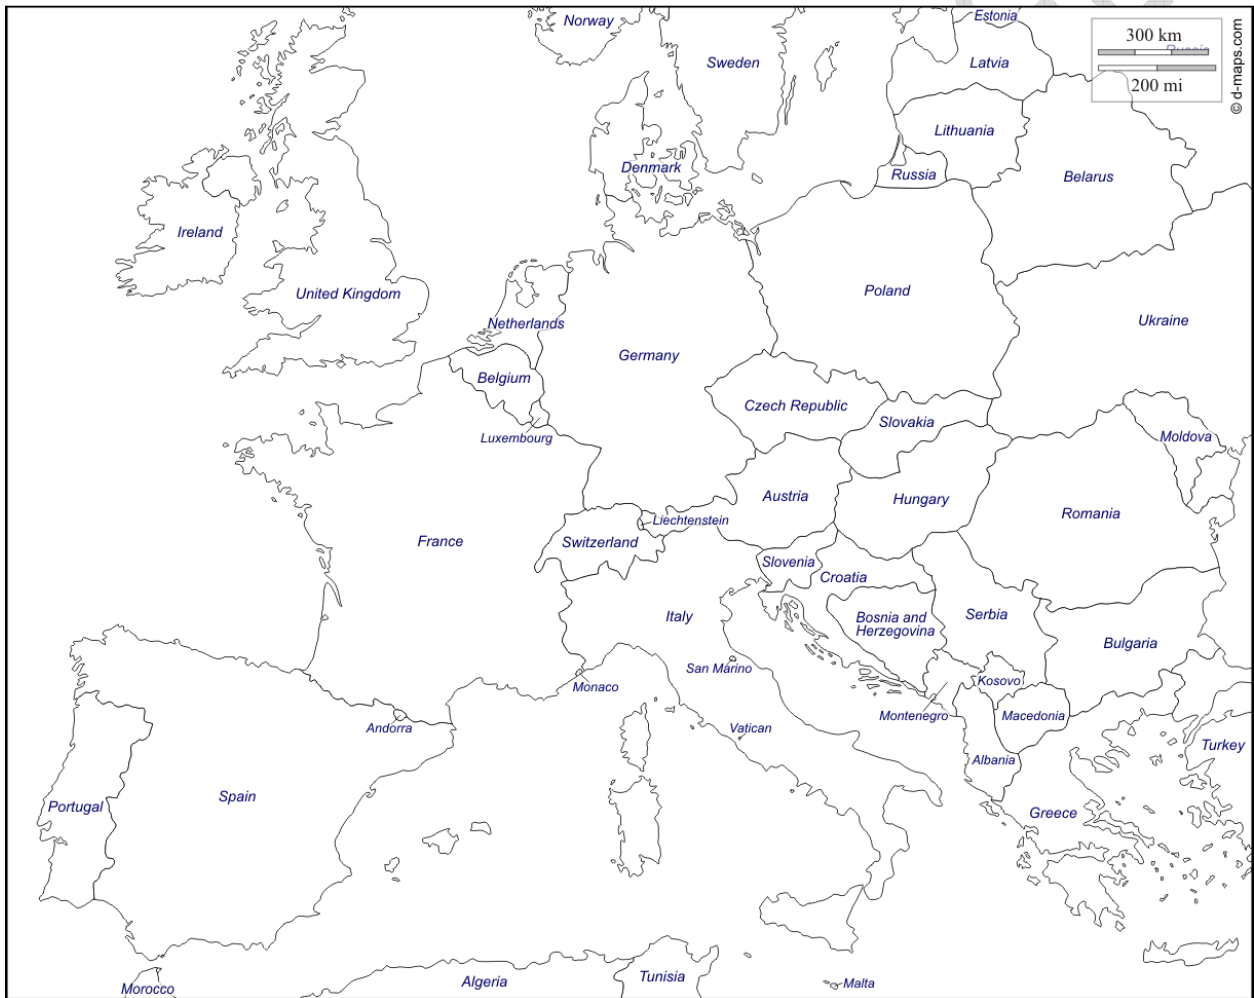 Norway
Estonia
300 km
Russia
200 mi
© d-maps.com
Sweden
Latvia
Lithuania
Denmark
Russia
Belarus
Ireland
United Kingdom
Poland
Netherlands
Ukraine
Germany
Belgium
Czech Republic
Slovakia
Luxembourg
Moldova
Austria
Hungary
Romania
Liechtenstein
France
Switzerland
Slovenia
Croatia
Italy
Bosnia and
Herzegovina
Serbia
Bulgaria
San Marino
Kosovo
Monaco
Montenegro
Macedonia
Andorra
Vatican
Turkey
Albania
Spain
Portugal
Greece
Morocco
Algeria
Tunisia
Malta